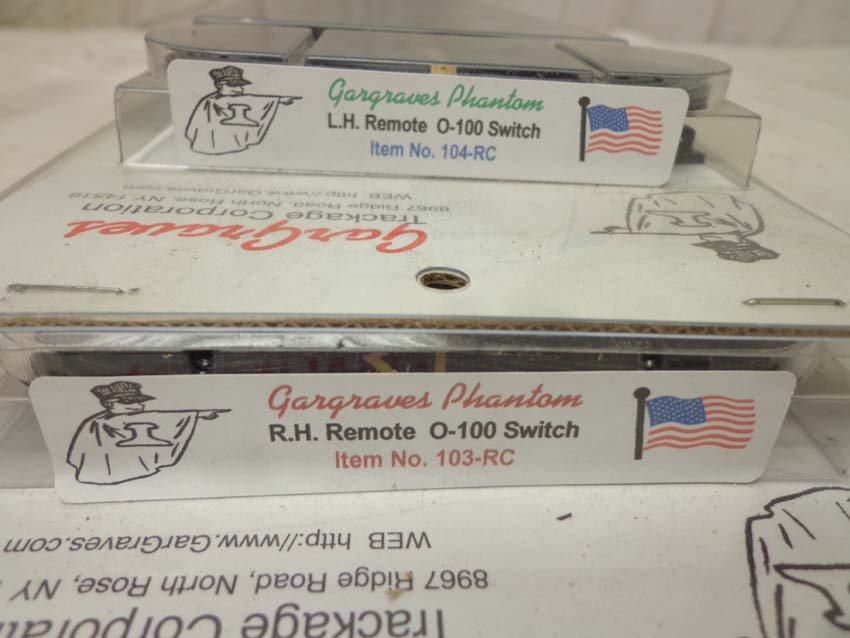 Gargraves Phantom
L.H. Remote O-100 Switch
Item No. 104-RC
WEB http://www.GarGraves.com
8967 Ridge Road, North Rose, NY 14516
Trackage Corporation
GarGraves
Gargraves Phantom
R.H. Remote O-100 Switch
Item No. 103-RC
WEB http://www.GarGraves.com
8967 Ridge Road, North Rose, NY
Trackage Corporation